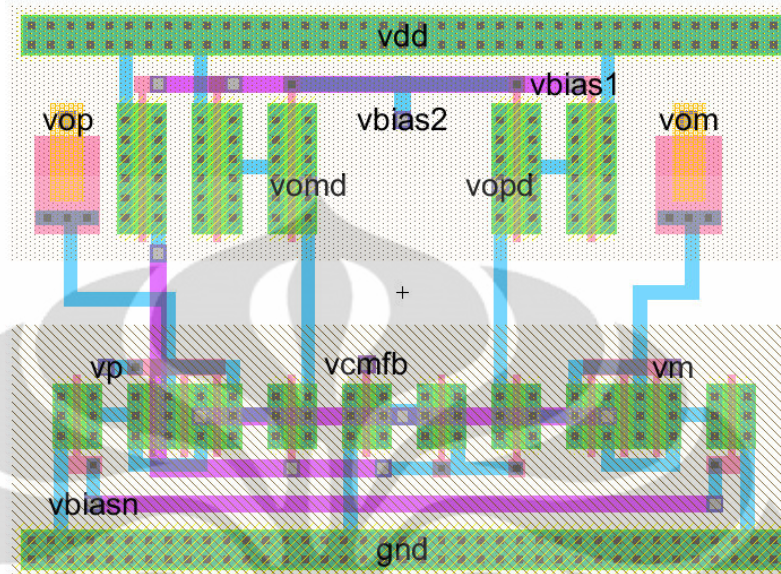 vdd
vbias1
vop
vbias2
vom
vomd
vopd
vp
vcmfb
vm
vbiasn
gnd